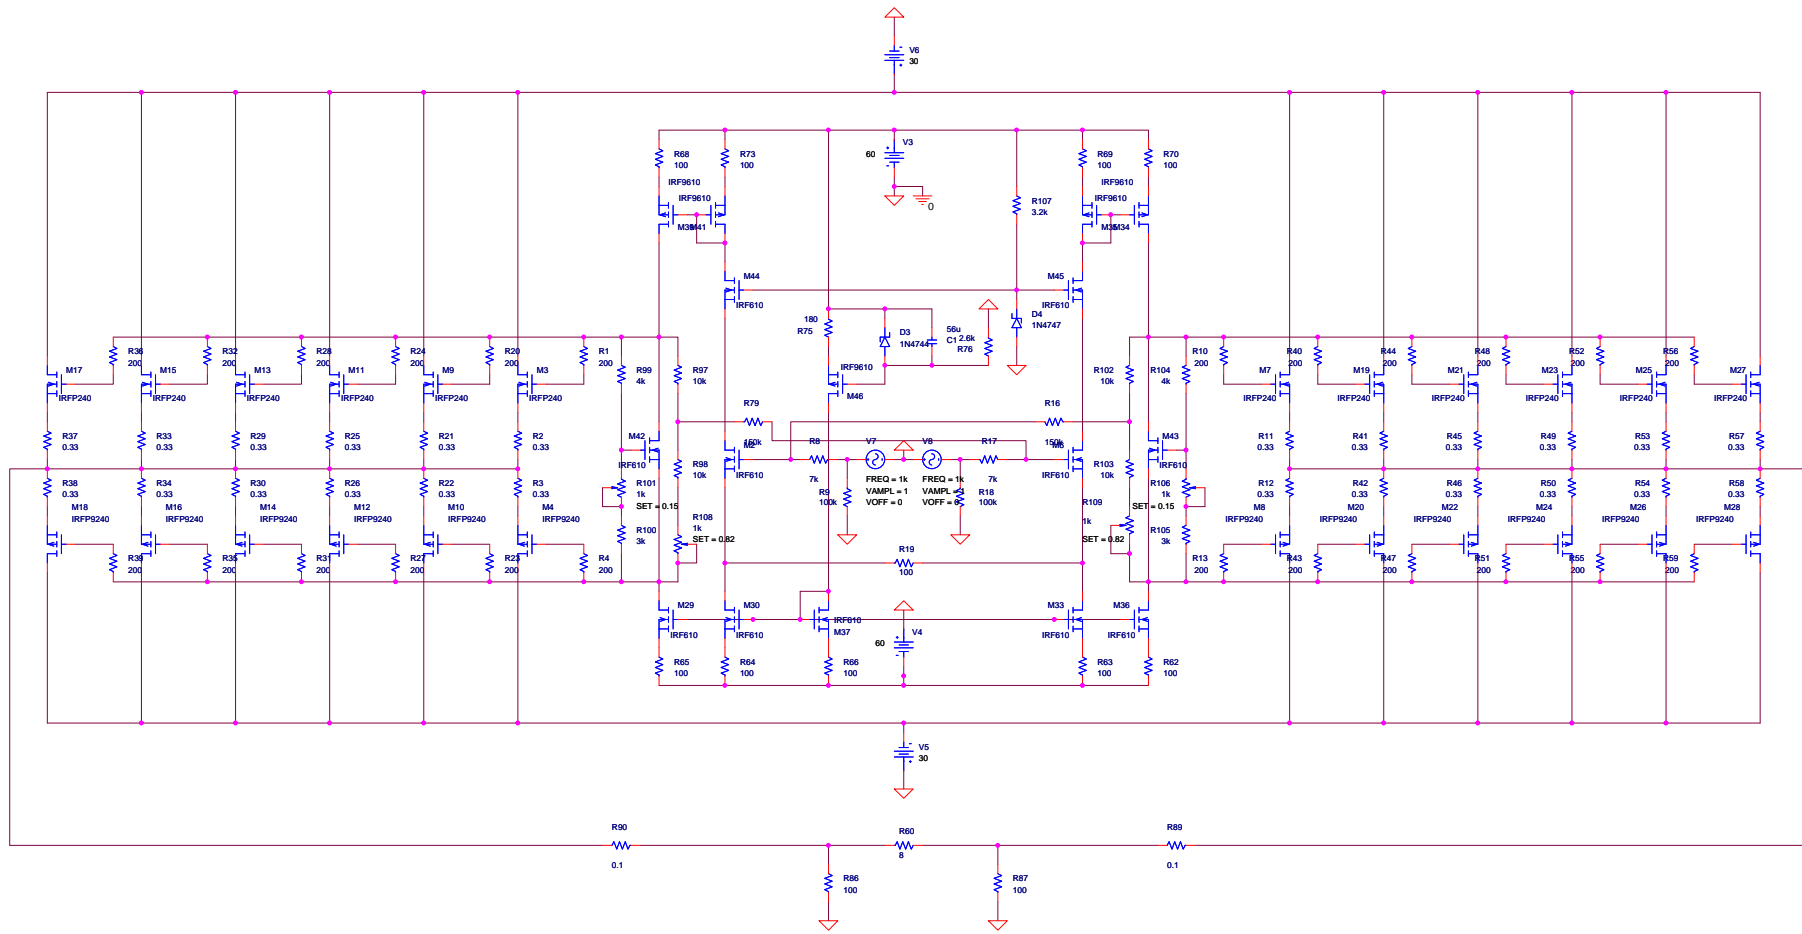 V6
30
V3
60
0
R68
100
R73
100
R69
100
R70
100
IRF9610
IRF9610
IRF9610
IRF9610
M41
M34
R107
3.2k
M44
IRF610
M45
IRF610
180
R75
D3
1N4744
56u
C1
2.6k
R76
D4
1N4747
IRF9610
M46
R36
200
R32
200
R28
200
R24
200
R20
200
R1
200
R99
4k
R97
10k
R102
10k
R104
4k
R10
200
R40
200
R44
200
R48
200
R52
200
R56
200
M17
IRFP240
M15
IRFP240
M13
IRFP240
M11
IRFP240
M9
IRFP240
M3
IRFP240
M7
IRFP240
M19
IRFP240
M21
IRFP240
M23
IRFP240
M25
IRFP240
M27
IRFP240
R37
0.33
R33
0.33
R29
0.33
R25
0.33
R21
0.33
R2
0.33
M42
IRF610
R79
150k
M2
IRF610
R8
7k
V7
V8
R17
7k
R16
150k
M6
IRF610
M43
IRF610
R11
0.33
R41
0.33
R45
0.33
R49
0.33
R53
0.33
R57
0.33
R98
10k
R103
10k
FREQ = 1k
VAMPL = 1
VOFF = 0
FREQ = 1k
VAMPL =
VOFF = 0
R9
100k
R18
100k
R38
0.33
R34
0.33
R30
0.33
R26
0.33
R22
0.33
R3
0.33
R101
1k
SET = 0.15
R106
1k
SET = 0.15
R12
0.33
R42
0.33
R46
0.33
R50
0.33
R54
0.33
R58
0.33
M18
IRFP9240
M16
IRFP9240
M14
IRFP9240
M12
IRFP9240
M10
IRFP9240
M4
IRFP9240
R100
3k
R108
1k
SET = 0.82
R109
1k
SET = 0.82
R105
3k
M8
IRFP9240
M20
IRFP9240
M22
IRFP9240
M24
IRFP9240
M26
IRFP9240
M28
IRFP9240
R39
200
R35
200
R31
200
R27
200
R23
200
R4
200
R19
100
R13
200
R43
200
R47
200
R51
200
R55
200
R59
200
M29
IRF610
M30
IRF610
IRF610
M37
M33
IRF610
M36
IRF610
V4
60
R65
100
R64
100
R66
100
R63
100
R62
100
V5
30
R90
0.1
R60
8
R89
0.1
R86
100
R87
100